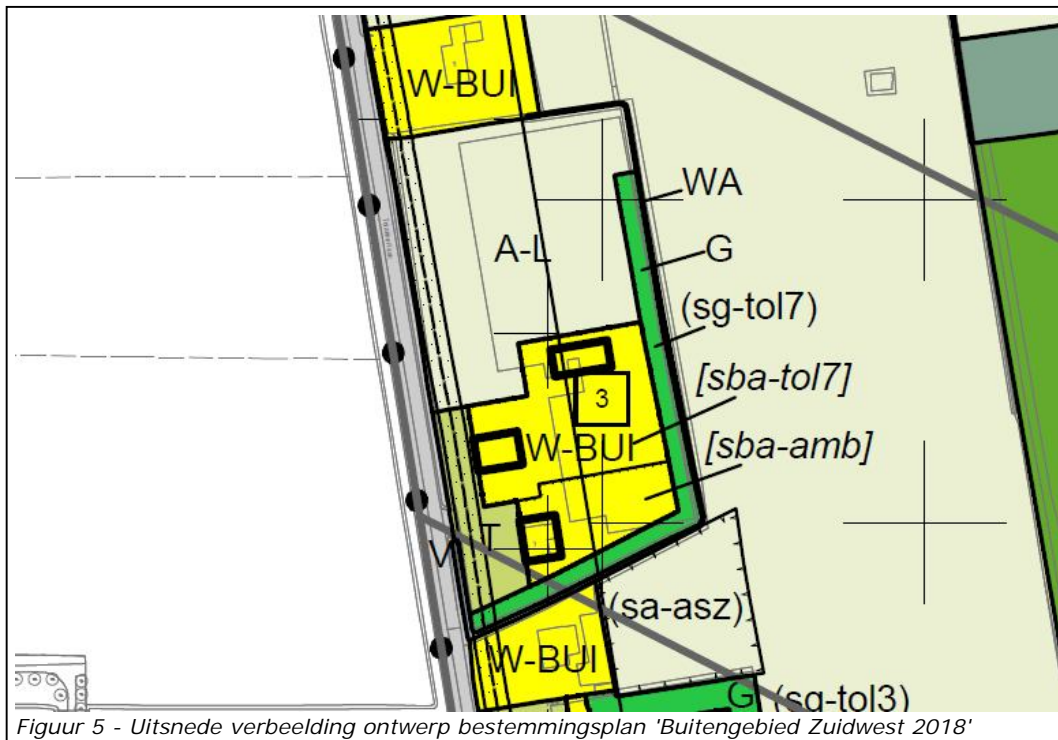 W-BUI
WA
A-L
G
(sg-tol7)
[sba-tol7]
3
W-BUI
[sba-amb]
T
V
(sa-asz)
W-BUI
G (sg-tol3)
Figuur 5 - Uitsnede verbeelding ontwerp bestemmingsplan 'Buitengebied Zuidwest 2018'